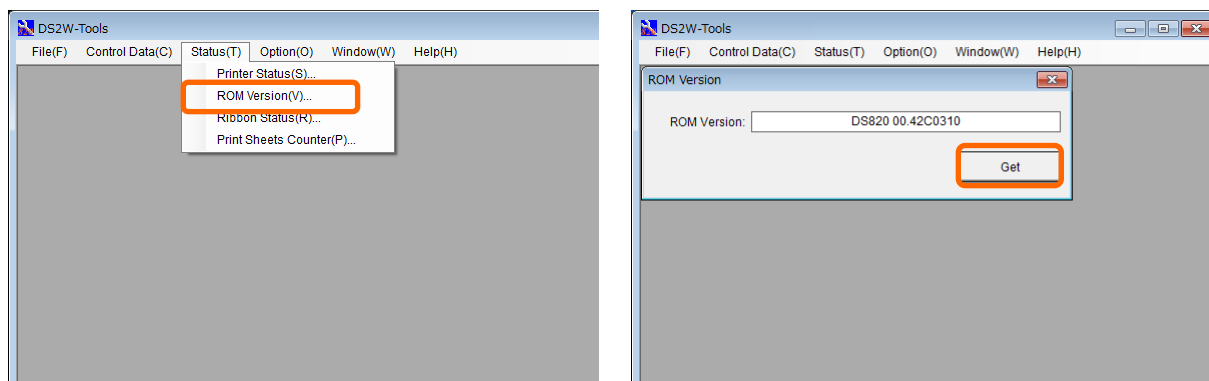 DS2W-Tools
File(F) Control Data(C) Status(T) Option(O) Window(W) Help(H)
Printer Status(S)...
ROM Version(V)...
Ribbon Status(R)...
Print Sheets Counter(P)...
DS2W-Tools
File(F) Control Data(C) Status(T) Option(O) Window(W) Help(H)
ROM Version
ROM Version: DS820 00.42C0310
Get